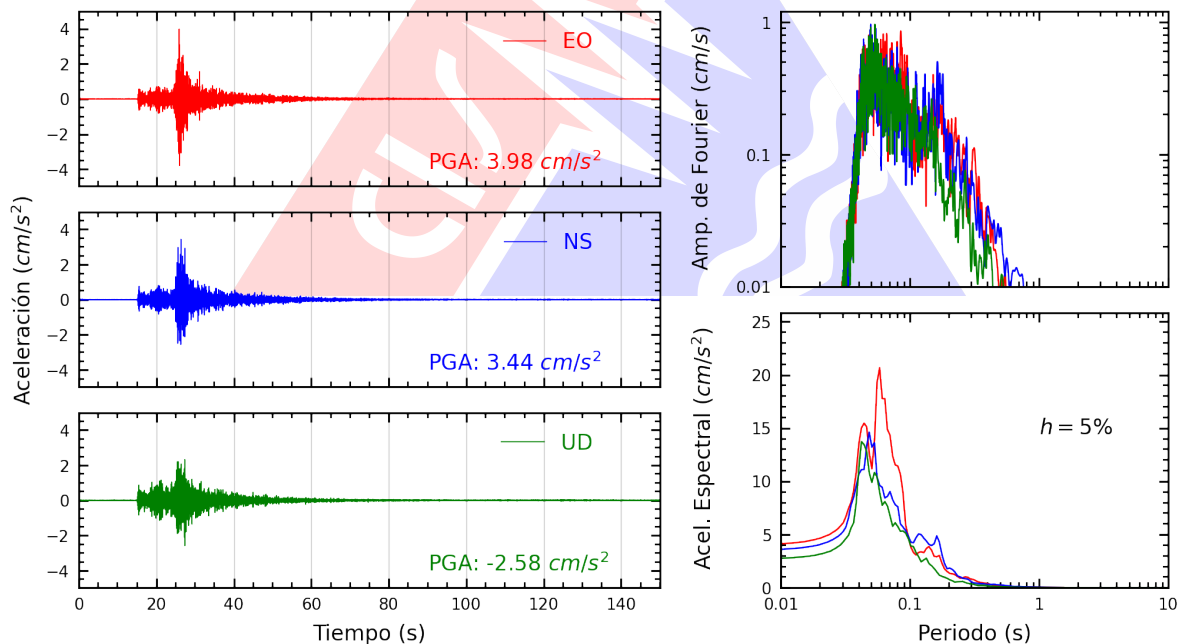 Aceleración (cm/s²)
4
2
0
−2
−4
EO
PGA: 3.98 cm/s²
4
2
0
−2
−4
NS
PGA: 3.44 cm/s²
4
2
0
−2
−4
UD
PGA: -2.58 cm/s²
0 20 40 60 80 100 120 140
Tiempo (s)
Amp. de Fourier (cm/s)
1
0.1
0.01
Acel. Espectral (cm/s²)
25
20
15
10
5
0
h = 5%
0.01 0.1 1 10
Periodo (s)